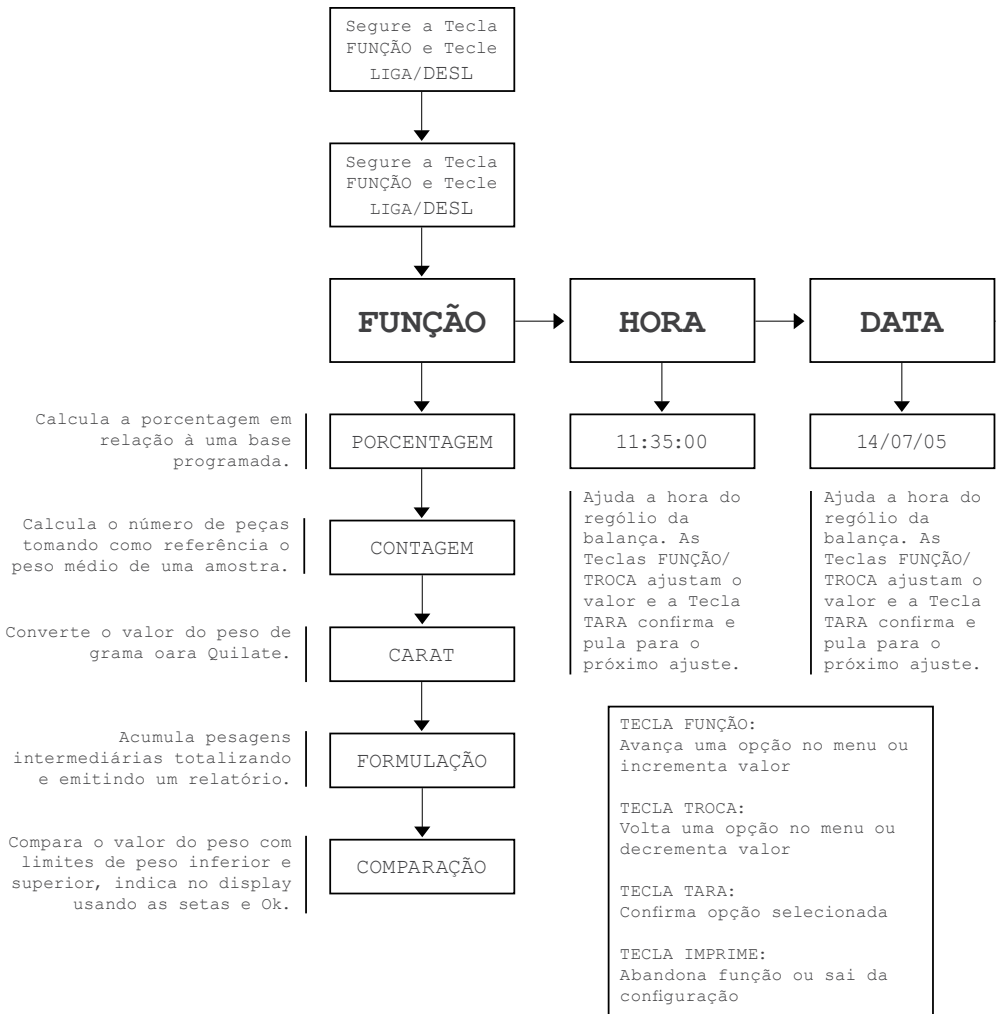 Segure a Tecla
FUNÇÃO e Tecle
LIGA/DESL
Segure a Tecla
FUNÇÃO e Tecle
LIGA/DESL
FUNÇÃO
HORA
DATA
Calcula a porcentagem em
relação à uma base
programada.
PORCENTAGEM
11:35:00
14/07/05
Calcula o número de peças
tomando como referência o
peso médio de uma amostra.
CONTAGEM
Ajuda a hora do
rególio da
balança. As
Teclas FUNÇÃO/
TROCA ajustam o
valor e a Tecla
TARA confirma e
pula para o
próximo ajuste.
Ajuda a hora do
rególio da
balança. As
Teclas FUNÇÃO/
TROCA ajustam o
valor e a Tecla
TARA confirma e
pula para o
próximo ajuste.
Converte o valor do peso de
grama oara Quilate.
CARAT
Acumula pesagens
intermediárias totalizando
e emitindo um relatório.
FORMULAÇÃO
Compara o valor do peso com
limites de peso inferior e
superior, indica no display
usando as setas e Ok.
COMPARAÇÃO
TECLA FUNÇÃO:
Avança uma opção no menu ou
incrementa valor
TECLA TROCA:
Volta uma opção no menu ou
decrementa valor
TECLA TARA:
Confirma opção selecionada
TECLA IMPRIME:
Abandona função ou sai da
configuração